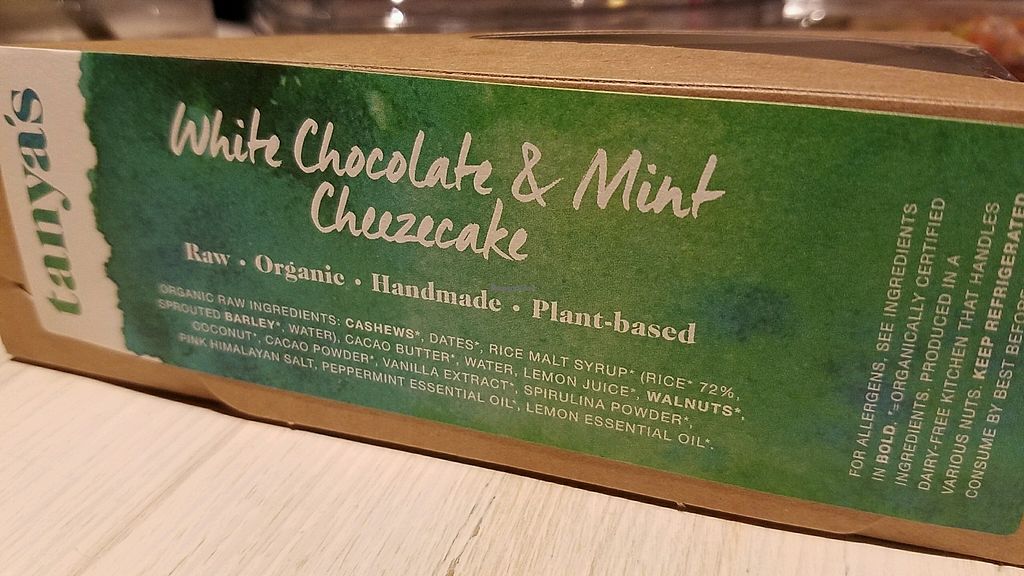 tanya's
White Chocolate & Mint
Cheezecake
Raw • Organic • Handmade • Plant-based
ORGANIC RAW INGREDIENTS: CASHEWS*, DATES*, RICE MALT SYRUP* (RICE* 72%,
SPROUTED BARLEY*, WATER), CACAO BUTTER*, WATER, LEMON JUICE*, WALNUTS*,
COCONUT*, CACAO POWDER*, VANILLA EXTRACT*, SPIRULINA POWDER*,
PINK HIMALAYAN SALT, PEPPERMINT ESSENTIAL OIL*, LEMON ESSENTIAL OIL*.
FOR ALLERGENS, SEE INGREDIENTS
IN BOLD. *=ORGANICALLY CERTIFIED
INGREDIENTS. PRODUCED IN A
DAIRY-FREE KITCHEN THAT HANDLES
VARIOUS NUTS. KEEP REFRIGERATED
CONSUME BY BEST BEFORE